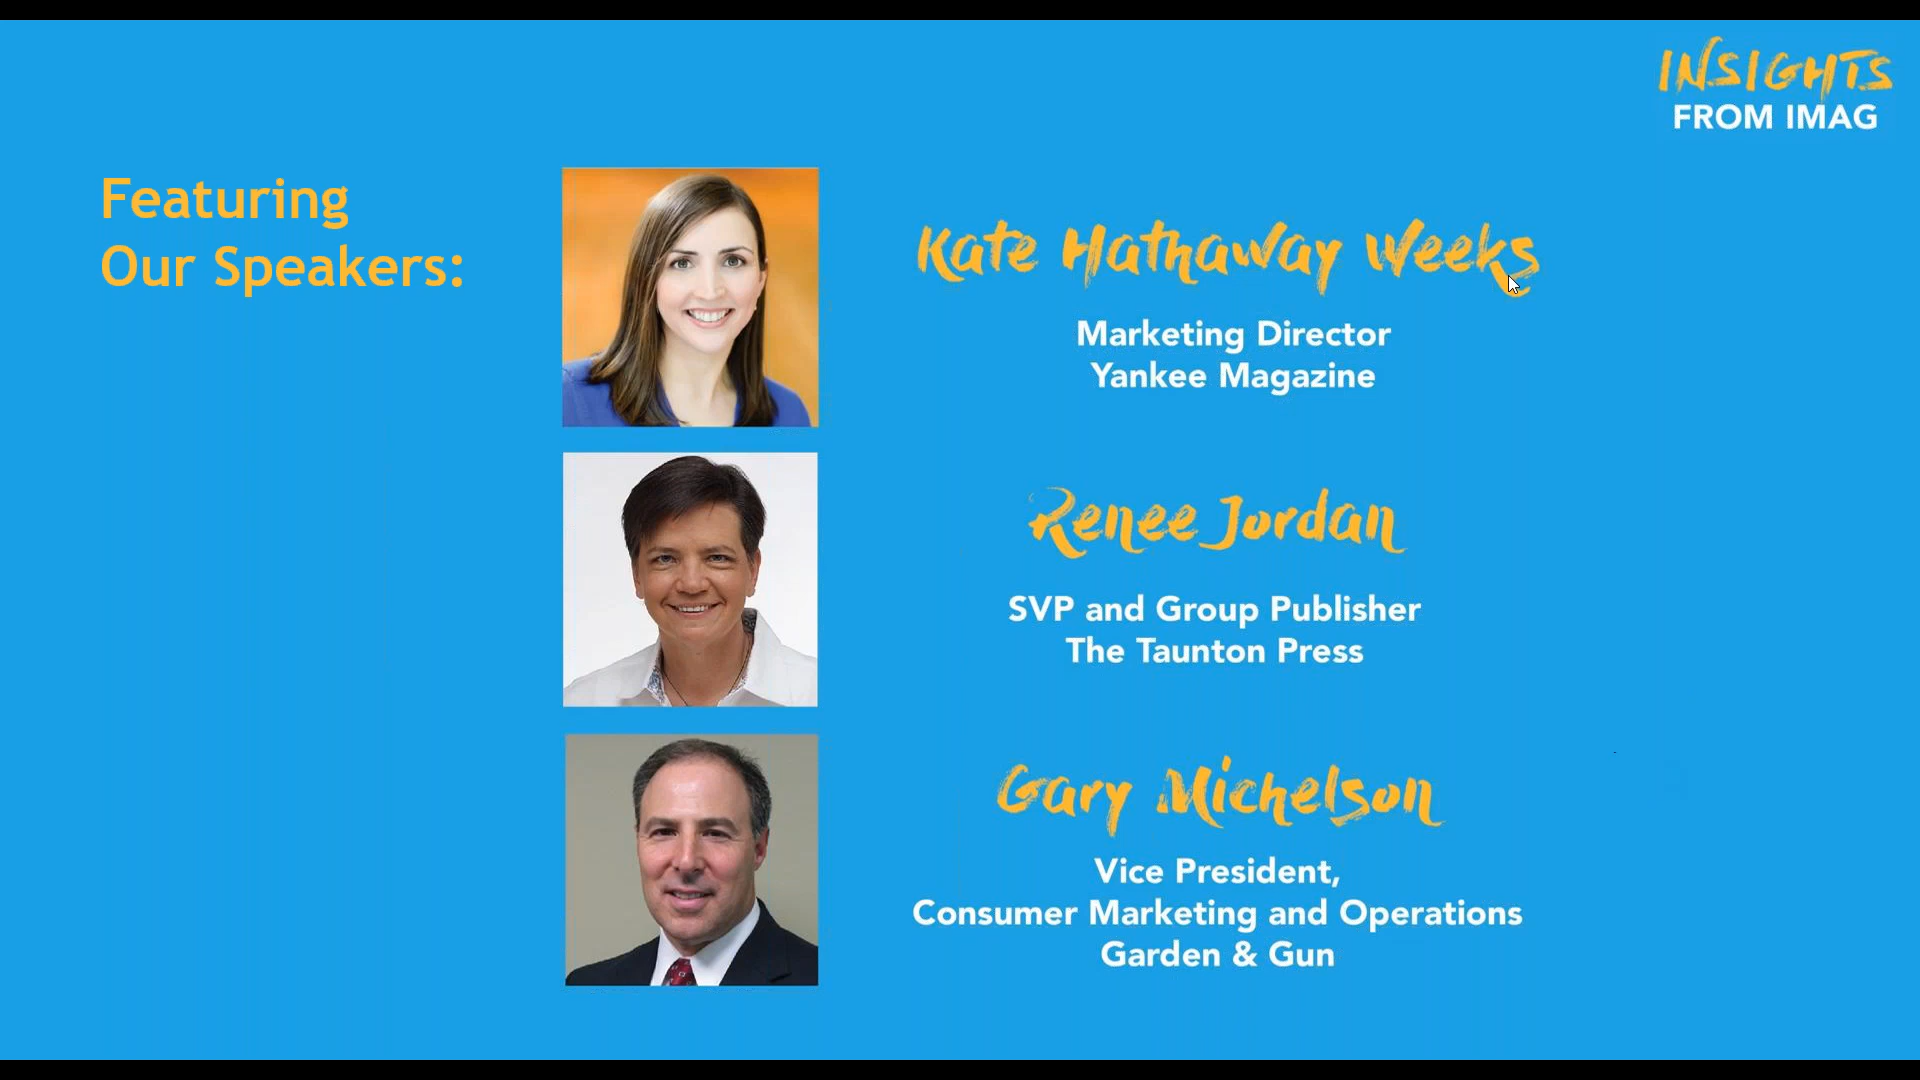 INSIGHTS
FROM IMAG
Featuring
Our Speakers:
Kate Hathaway Weeks
Marketing Director
Yankee Magazine
Renee Jordan
SVP and Group Publisher
The Taunton Press
Gary Michelson
Vice President,
Consumer Marketing and Operations
Garden & Gun